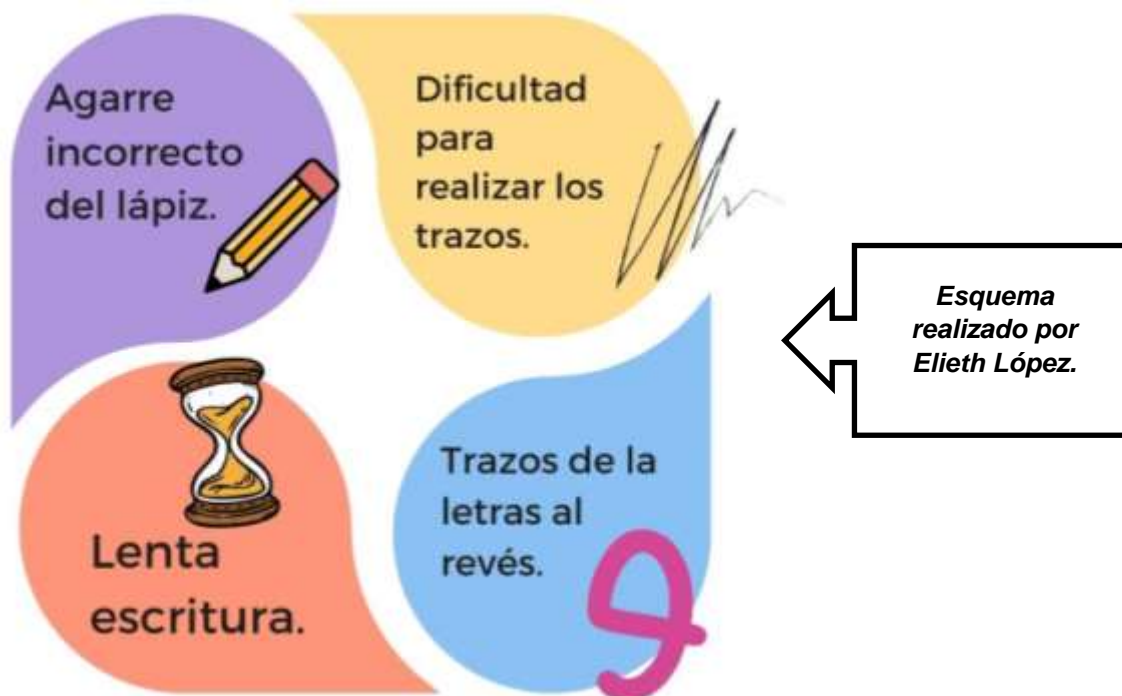 Agarre
incorrecto
del lápiz.
Dificultad
para
realizar los
trazos.
Lenta
escritura.
Trazos de la
letras al
revés.
Esquema
realizado por
Elieth López.